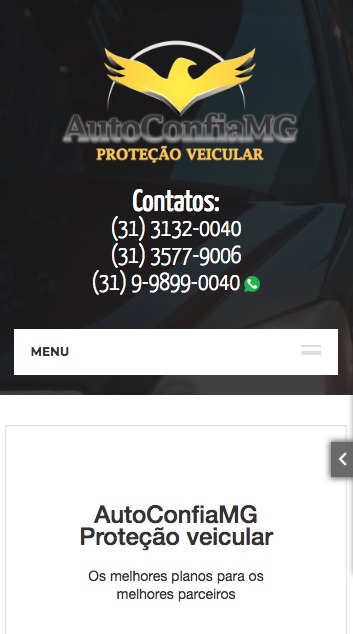 AutoConfiaMG
PROTEÇÃO VEICULAR
Contatos:
(31) 3132-0040
(31) 3577-9006
(31) 9-9899-0040
MENU
AutoConfiaMG
Proteção veicular
Os melhores planos para os
melhores parceiros